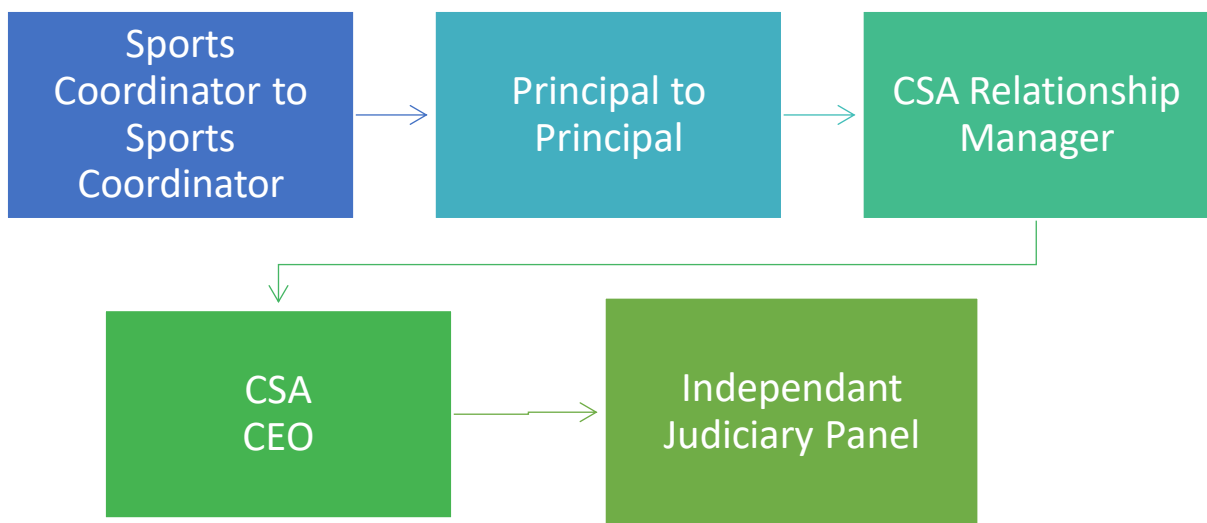 Sports
Coordinator to
Sports
Coordinator
Principal to
Principal
CSA Relationship
Manager
CSA
CEO
Independant
Judiciary Panel